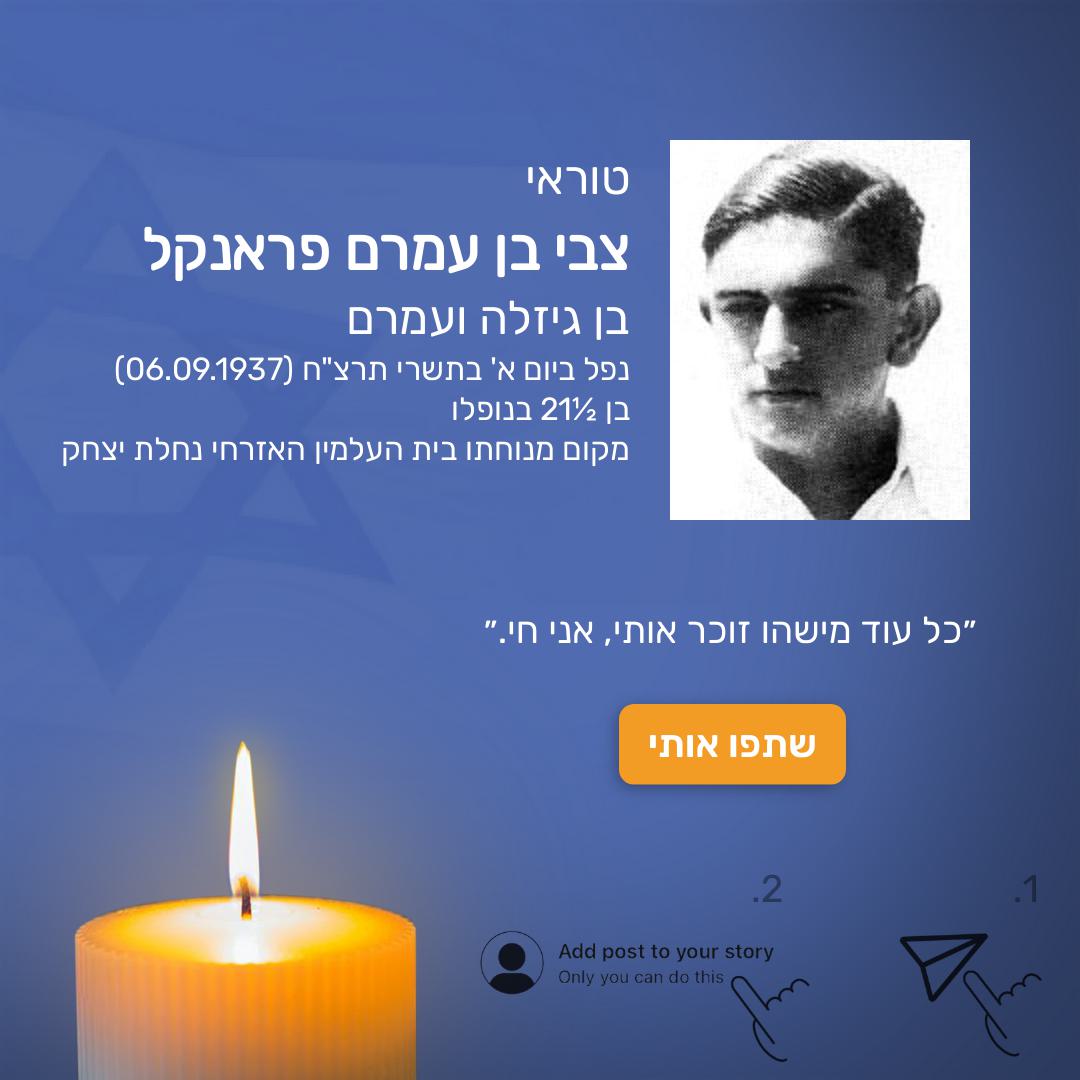 טוראי
צבי בן עמרם פראנקל
בן גיזלה ועמרם
נפל ביום א' בתשרי תרצ"ח (06.09.1937)
בן 21½ בנופלו
מקום מנוחתו בית העלמין האזרחי נחלת יצחק
״כל עוד מישהו זוכר אותי, אני חי.״
שתפו אותי
1.
2.
Add post to your story
Only you can do this